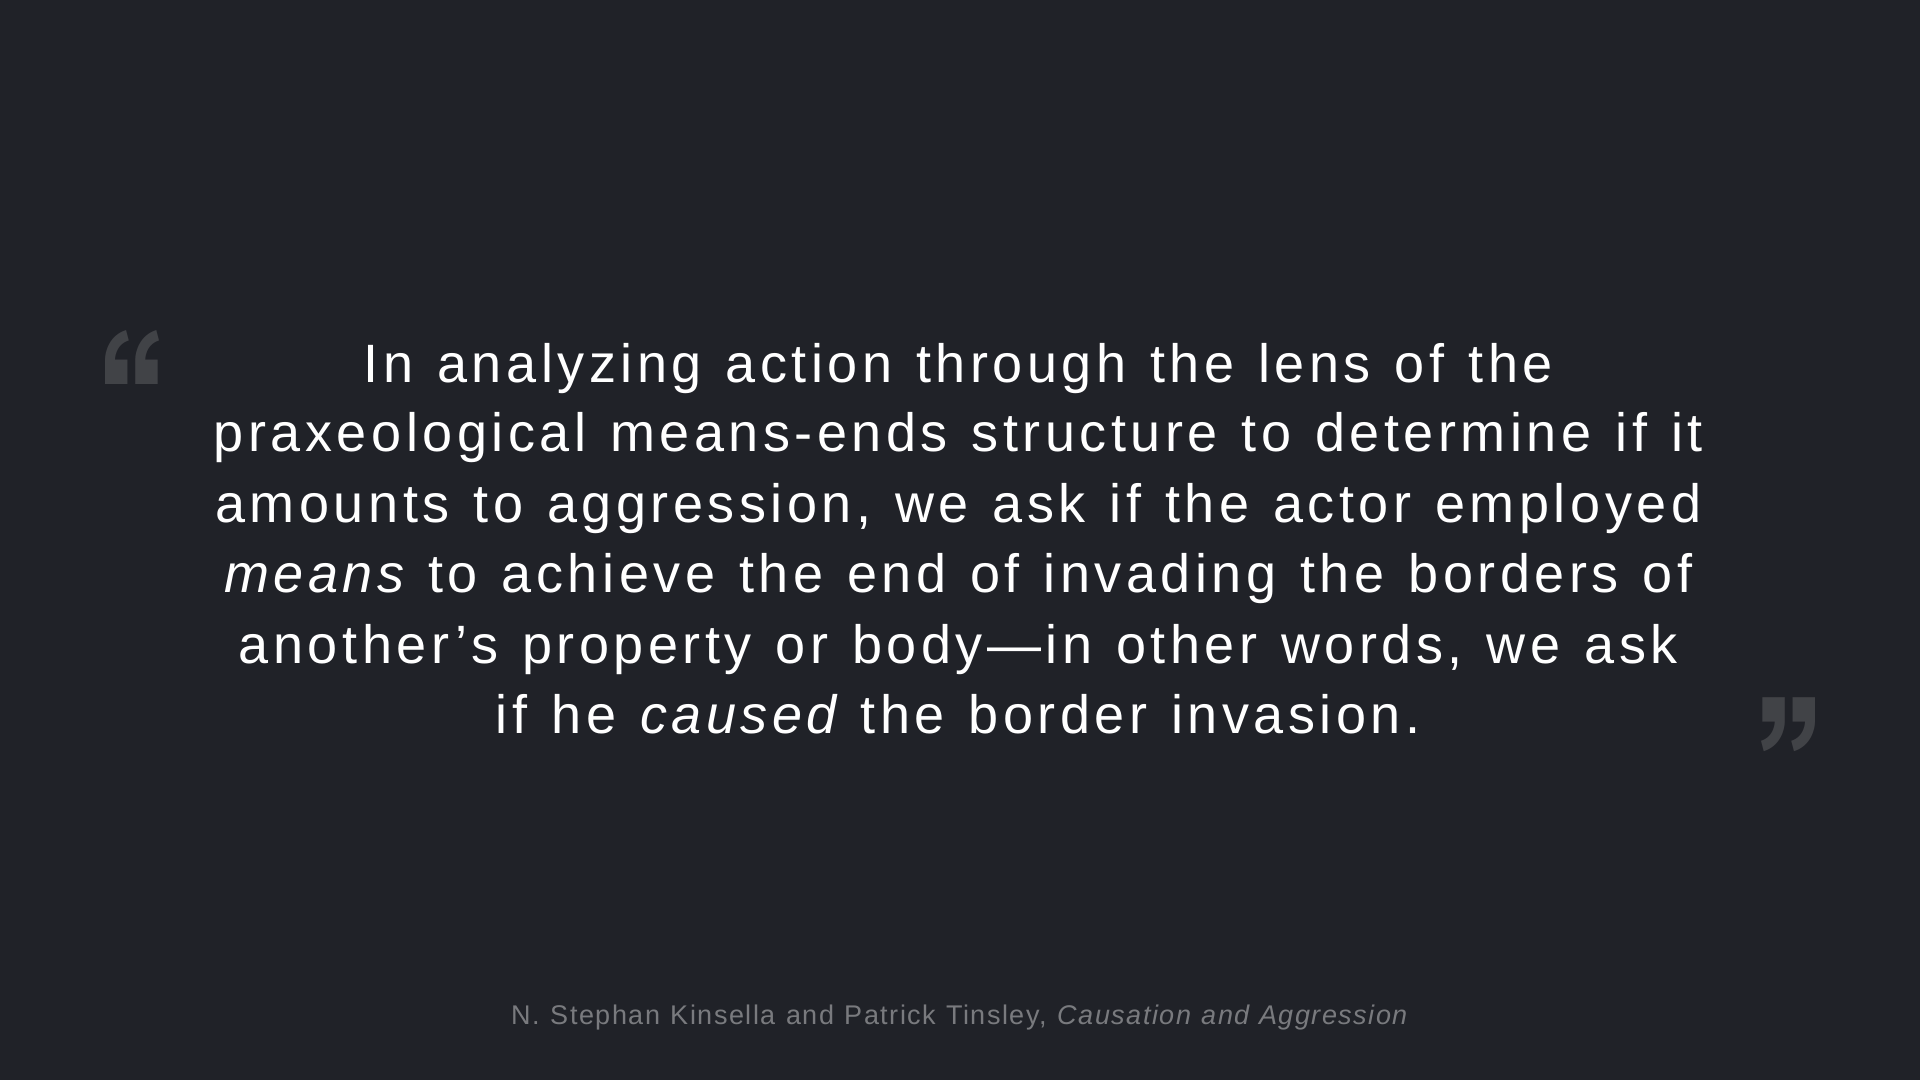 “
In analyzing action through the lens of the
praxeological means-ends structure to determine if it
amounts to aggression, we ask if the actor employed
means to achieve the end of invading the borders of
another’s property or body—in other words, we ask
if he caused the border invasion.
”
N. Stephan Kinsella and Patrick Tinsley, Causation and Aggression